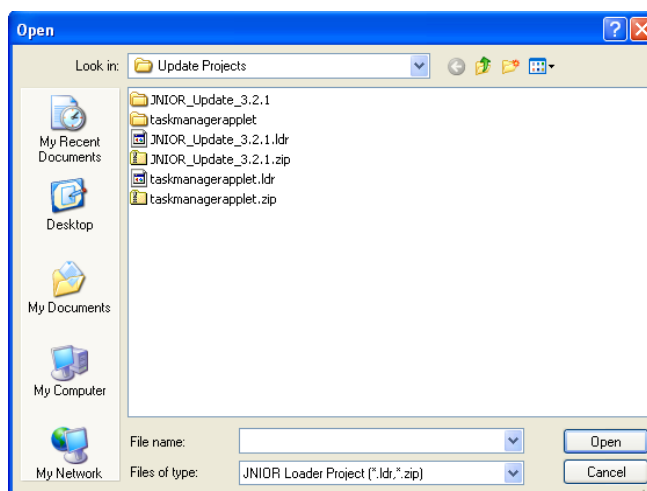 Open
Look in:
Update Projects
JNIOR_Update_3.2.1
taskmanagerapplet
JNIOR_Update_3.2.1.ldr
JNIOR_Update_3.2.1.zip
taskmanagerapplet.ldr
taskmanagerapplet.zip
My Recent
Documents
Desktop
My Documents
My Computer
My Network
File name:
Open
Files of type:
JNIOR Loader Project (*.ldr,*.zip)
Cancel